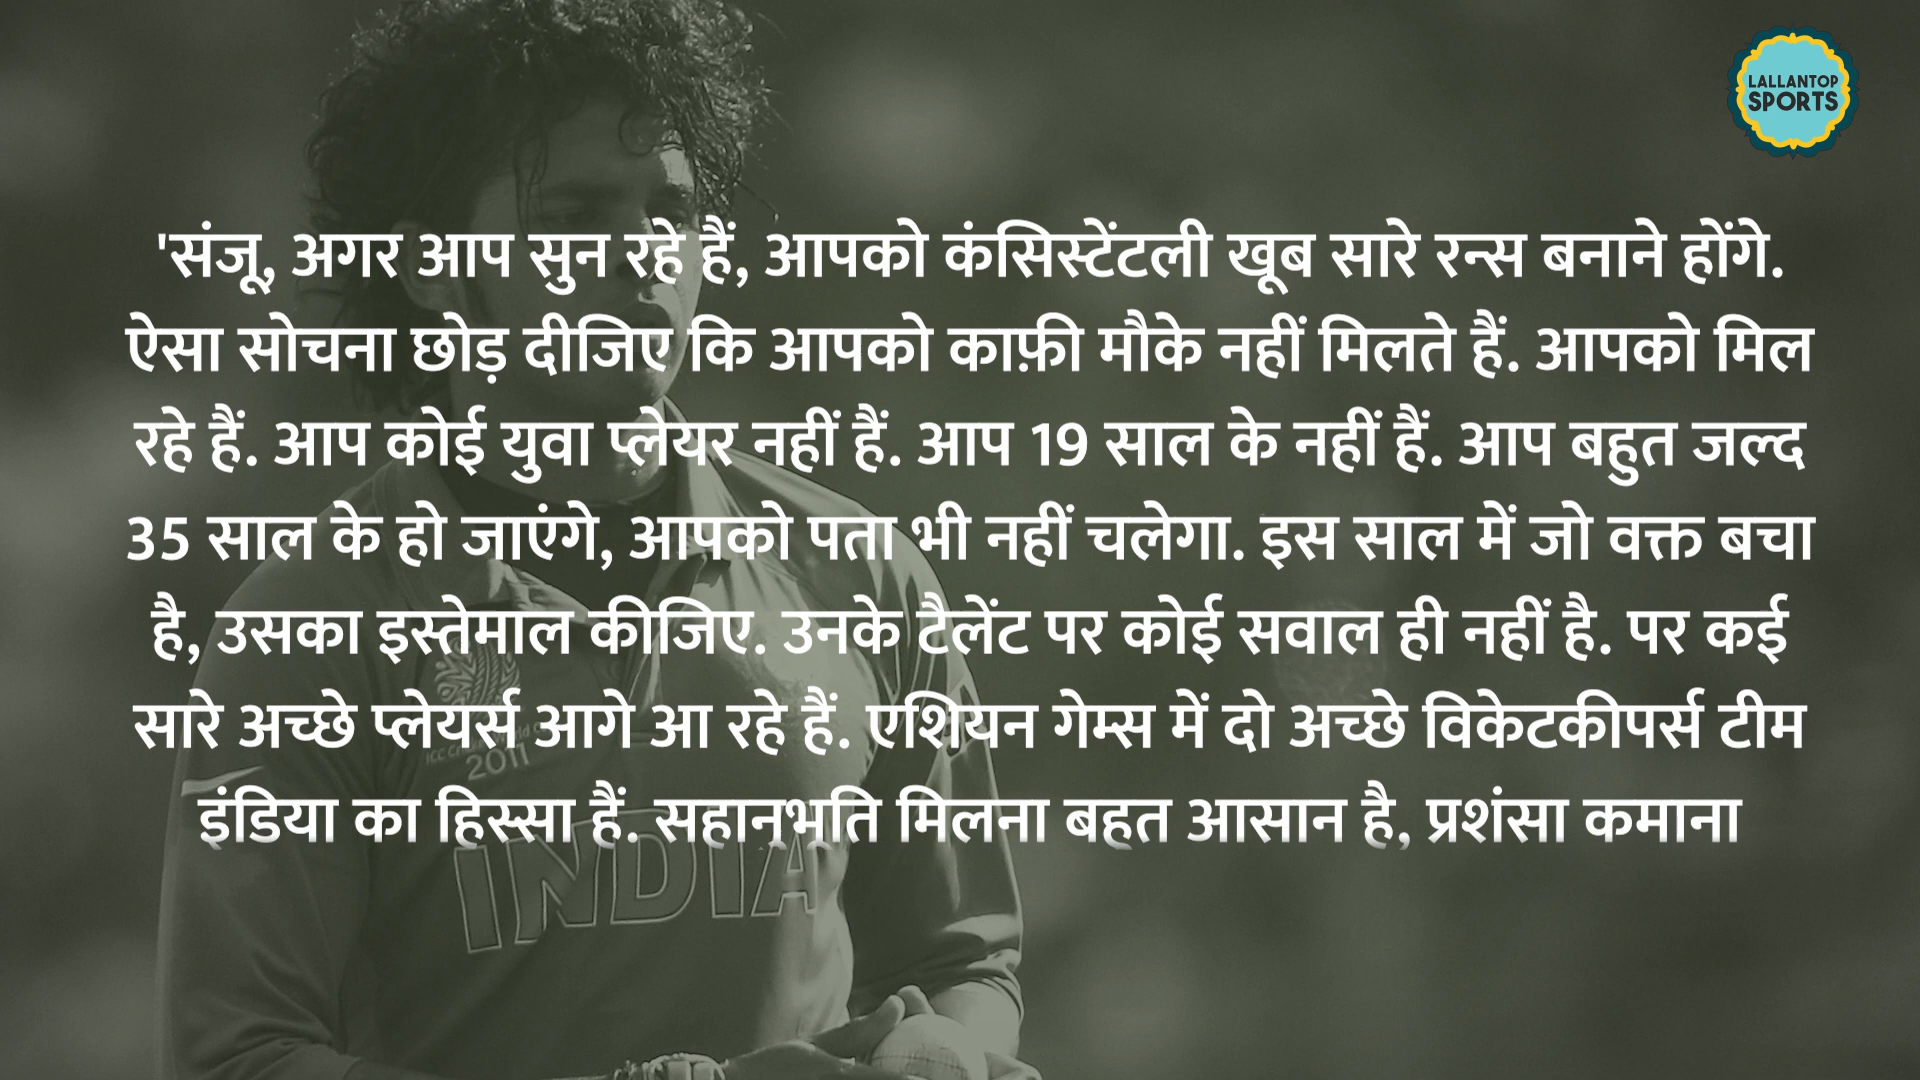 LALLANTOP
SPORTS
'संजू, अगर आप सुन रहे हैं, आपको कंसिस्टेंटली खूब सारे रन्स बनाने होंगे.
ऐसा सोचना छोड़ दीजिए कि आपको काफ़ी मौके नहीं मिलते हैं. आपको मिल
रहे हैं. आप कोई युवा प्लेयर नहीं हैं. आप 19 साल के नहीं हैं. आप बहुत जल्द
35 साल के हो जाएंगे, आपको पता भी नहीं चलेगा. इस साल में जो वक्त बचा
है, उसका इस्तेमाल कीजिए. उनके टैलेंट पर कोई सवाल ही नहीं है. पर कई
सारे अच्छे प्लेयर्स आगे आ रहे हैं. एशियन गेम्स में दो अच्छे विकेटकीपर्स टीम
इंडिया का हिस्सा हैं. सहानुभूति मिलना बहुत आसान है, प्रशंसा कमाना
2011
INDIA